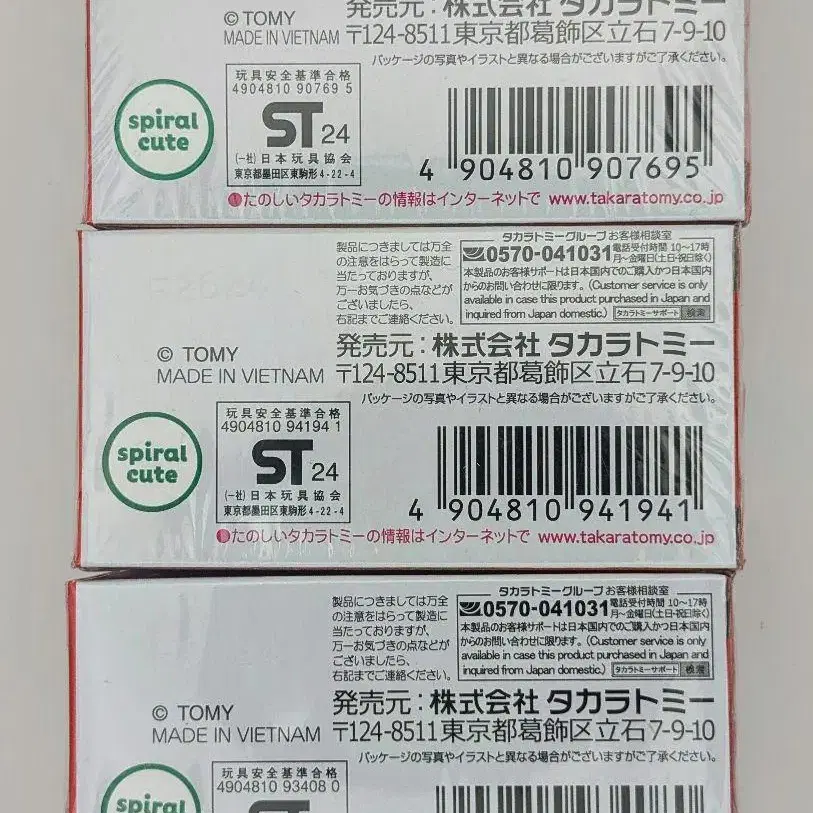 © TOMY
MADE IN VIETNAM
発売元：株式会社 タカラトミー
〒124-8511東京都葛飾区立石7-9-10
パッケージの写真やイラストと異なる場合がございますがご了承ください。
spiral
cute
玩具安全基準合格
4904810 90769 5
ST 24
(一社)日本玩具協会
東京都墨田区東駒形4-22-4
4 904810 907695
たのしいタカラトミーの情報はインターネットで www.takaratomy.co.jp
製品につきましては万全
の注意をはらって製造に
当たっておりますが、
万一お気づきの点などが
ございましたら、
右記までご連絡ください。
タカラトミーグループ お客様相談室
0570-041031 電話受付時間 10〜17時
月〜金曜日(土日・祝日除く)
本製品のお客様サポートは日本国内でのご購入かつ日本国内
からのお問い合わせに限ります。(Customer service is only
available in case this product purchased in Japan and
inquired from Japan domestic.) タカラトミーサポート 検索
© TOMY
MADE IN VIETNAM
発売元：株式会社 タカラトミー
〒124-8511東京都葛飾区立石7-9-10
パッケージの写真やイラストと異なる場合がございますがご了承ください。
spiral
cute
玩具安全基準合格
4904810 94194 1
ST 24
(一社)日本玩具協会
東京都墨田区東駒形4-22-4
4 904810 941941
たのしいタカラトミーの情報はインターネットで www.takaratomy.co.jp
製品につきましては万全
の注意をはらって製造に
当たっておりますが、
万一お気づきの点などが
ございましたら、
右記までご連絡ください。
タカラトミーグループ お客様相談室
0570-041031 電話受付時間 10〜17時
月〜金曜日(土日・祝日除く)
本製品のお客様サポートは日本国内でのご購入かつ日本国内
からのお問い合わせに限ります。(Customer service is only
available in case this product purchased in Japan and
inquired from Japan domestic.) タカラトミーサポート 検索
© TOMY
MADE IN VIETNAM
発売元：株式会社 タカラトミー
〒124-8511東京都葛飾区立石7-9-10
パッケージの写真やイラストと異なる場合がございますがご了承ください。
spiral
玩具安全基準合格
4904810 93408 0